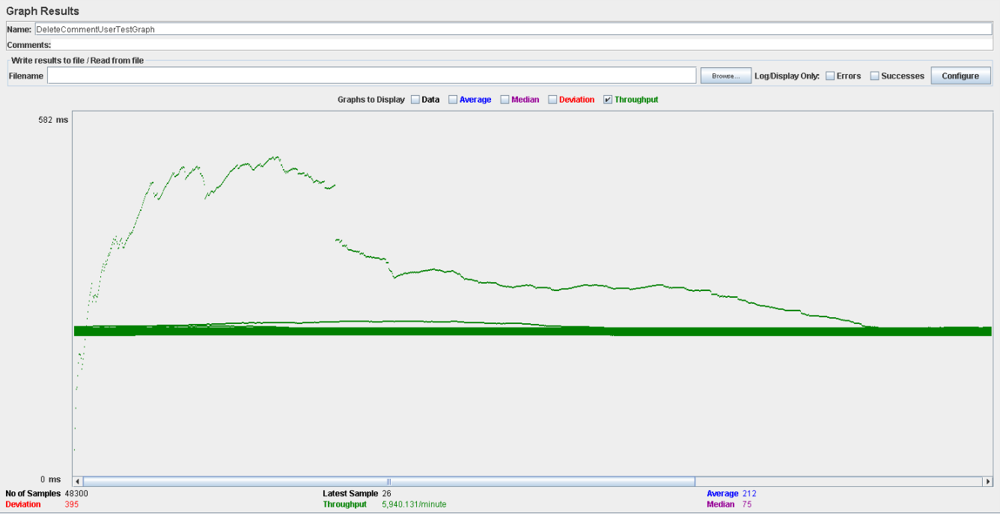 Graph Results
Name: DeleteCommentUserTestGraph
Comments:
Write results to file / Read from file
Filename Browse... Log/Display Only: Errors Successes Configure
Graphs to Display Data Average Median Deviation Throughput
582 ms
0 ms
No of Samples 48300 Latest Sample 26 Average 212
Deviation 395 Throughput 5,940.131/minute Median 75